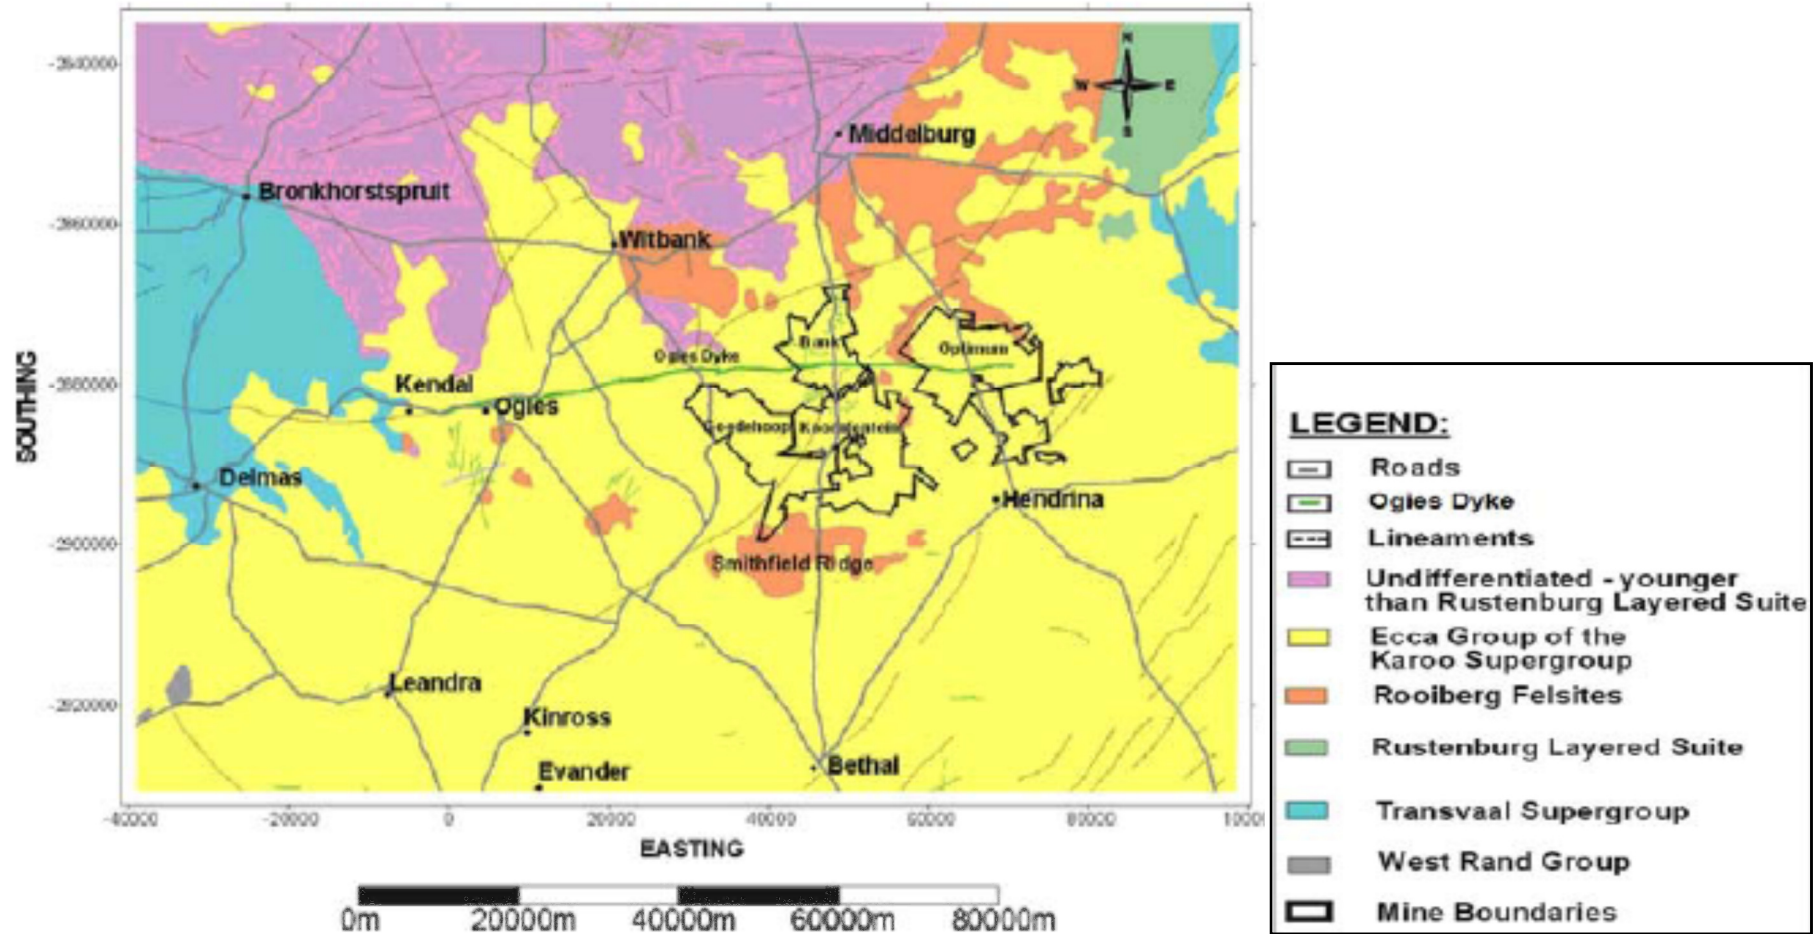 N
W E
S
Middelburg
Bronkhorstspruit
Witbank
Bank
Optimum
Ogies Dyke
Kendal
Ogies
Goedehoop
Delmas
Hendrina
Smithfield Ridge
Leandra
Kinross
Evander
Bethal
SOUTHING
-2860000
-2880000
-2900000
-2920000
-40000 -20000 0 20000 40000 60000 80000
EASTING
0m 20000m 40000m 60000m 80000m
LEGEND:
Roads
Ogies Dyke
Lineaments
Undifferentiated - younger
than Rustenburg Layered Suite
Ecca Group of the
Karoo Supergroup
Rooiberg Felsites
Rustenburg Layered Suite
Transvaal Supergroup
West Rand Group
Mine Boundaries